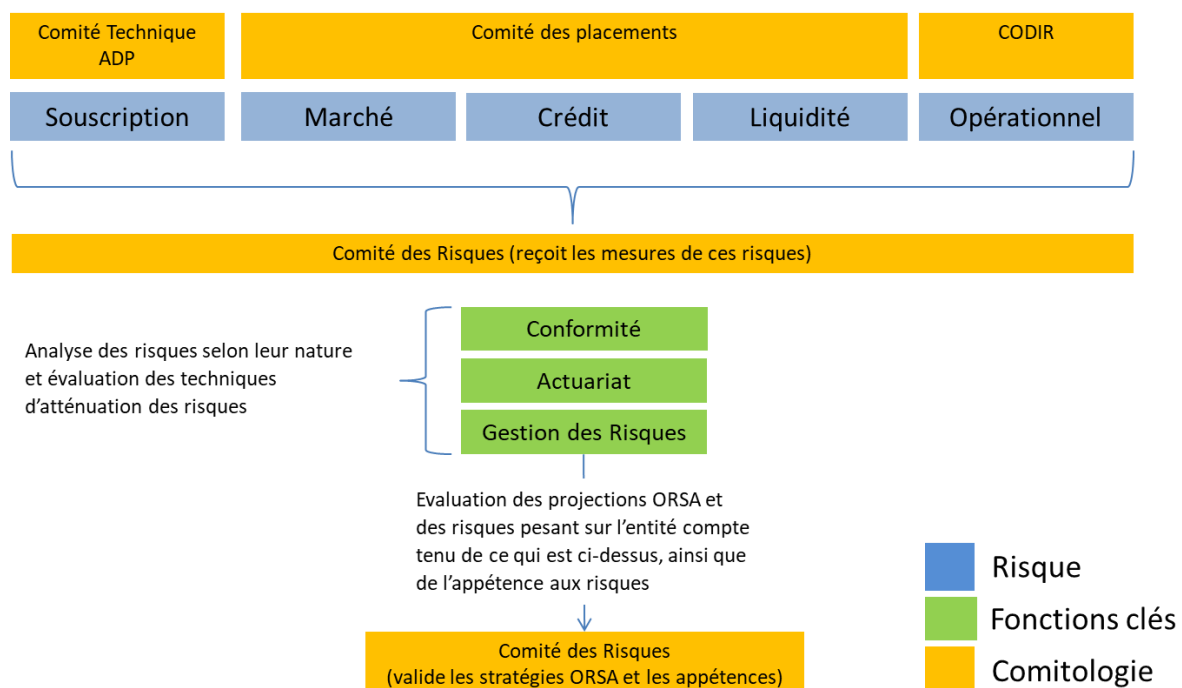 Comité Technique
ADP
Comité des placements
CODIR
Souscription
Marché
Crédit
Liquidité
Opérationnel
Comité des Risques (reçoit les mesures de ces risques)
Analyse des risques selon leur nature
et évaluation des techniques
d’atténuation des risques
Conformité
Actuariat
Gestion des Risques
Evaluation des projections ORSA et
des risques pesant sur l’entité compte
tenu de ce qui est ci-dessus, ainsi que
de l’appétence aux risques
Comité des Risques
(valide les stratégies ORSA et les appétences)
Risque
Fonctions clés
Comitologie